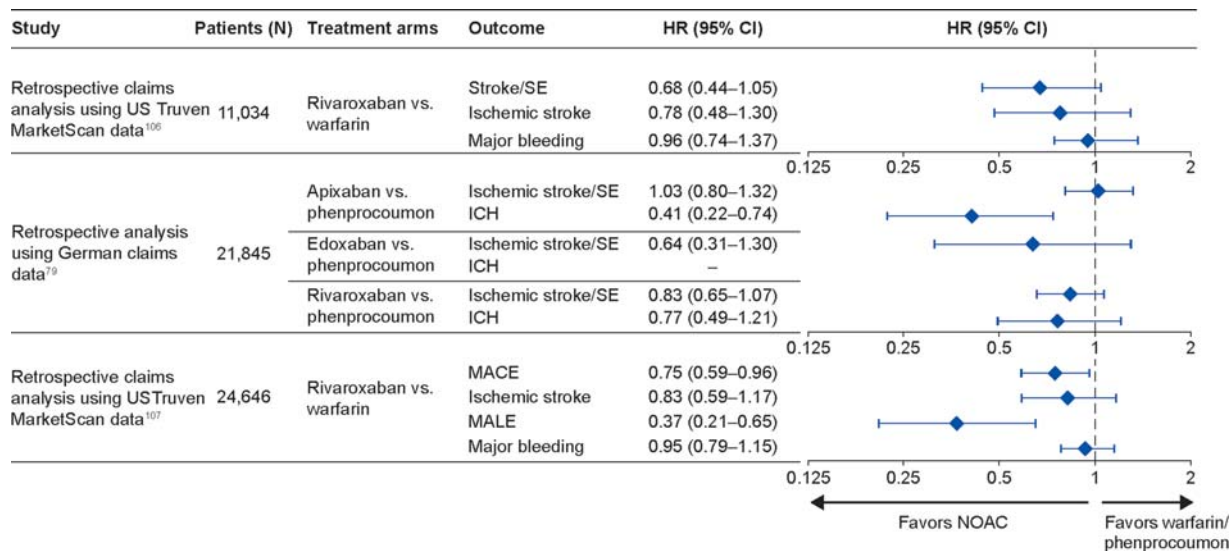 Study Patients (N) Treatment arms Outcome HR (95% CI) HR (95% CI)
Retrospective claims
analysis using US Truven
MarketScan data106
11,034
Rivaroxaban vs.
warfarin
Stroke/SE 0.68 (0.44–1.05)
Ischemic stroke 0.78 (0.48–1.30)
Major bleeding 0.96 (0.74–1.37)
0.125 0.25 0.5 1 2
Retrospective analysis
using German claims
data79
21,845
Apixaban vs.
phenprocoumon
Ischemic stroke/SE 1.03 (0.80–1.32)
ICH 0.41 (0.22–0.74)
Edoxaban vs.
phenprocoumon
Ischemic stroke/SE 0.64 (0.31–1.30)
ICH –
Rivaroxaban vs.
phenprocoumon
Ischemic stroke/SE 0.83 (0.65–1.07)
ICH 0.77 (0.49–1.21)
0.125 0.25 0.5 1 2
Retrospective claims
analysis using USTruven
MarketScan data107
24,646
Rivaroxaban vs.
warfarin
MACE 0.75 (0.59–0.96)
Ischemic stroke 0.83 (0.59–1.17)
MALE 0.37 (0.21–0.65)
Major bleeding 0.95 (0.79–1.15)
0.125 0.25 0.5 1 2
Favors NOAC
Favors warfarin/
phenprocoumon